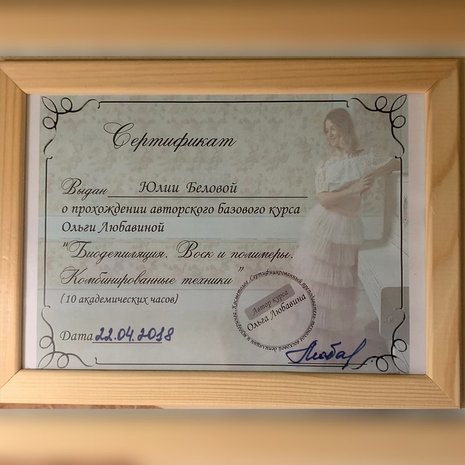 Сертификат
Выдан Юлии Беловой
о прохождении авторского базового курса
Ольги Любавиной
"Биодепиляция. Воск и полимеры.
Комбинированные техники"
(10 академических часов)
Автор курса
Ольга Любавина
Дата 22.04.2018
Любав